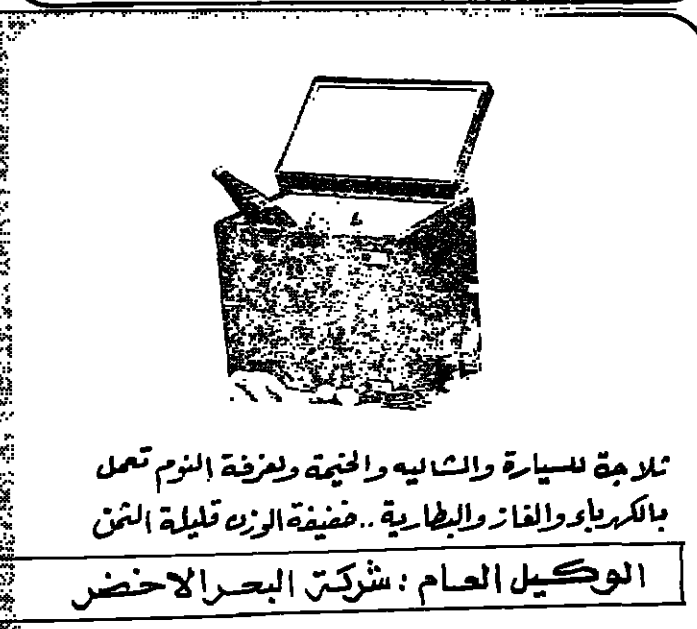 ثلاجة للسيارة والشاليه والخيمة ولغرفة النوم تعمل
بالكهرباء والغاز والبطارية .. خفيفة الوزن قليلة الثمن
الوكيل العام : شركة البحر الاخضر